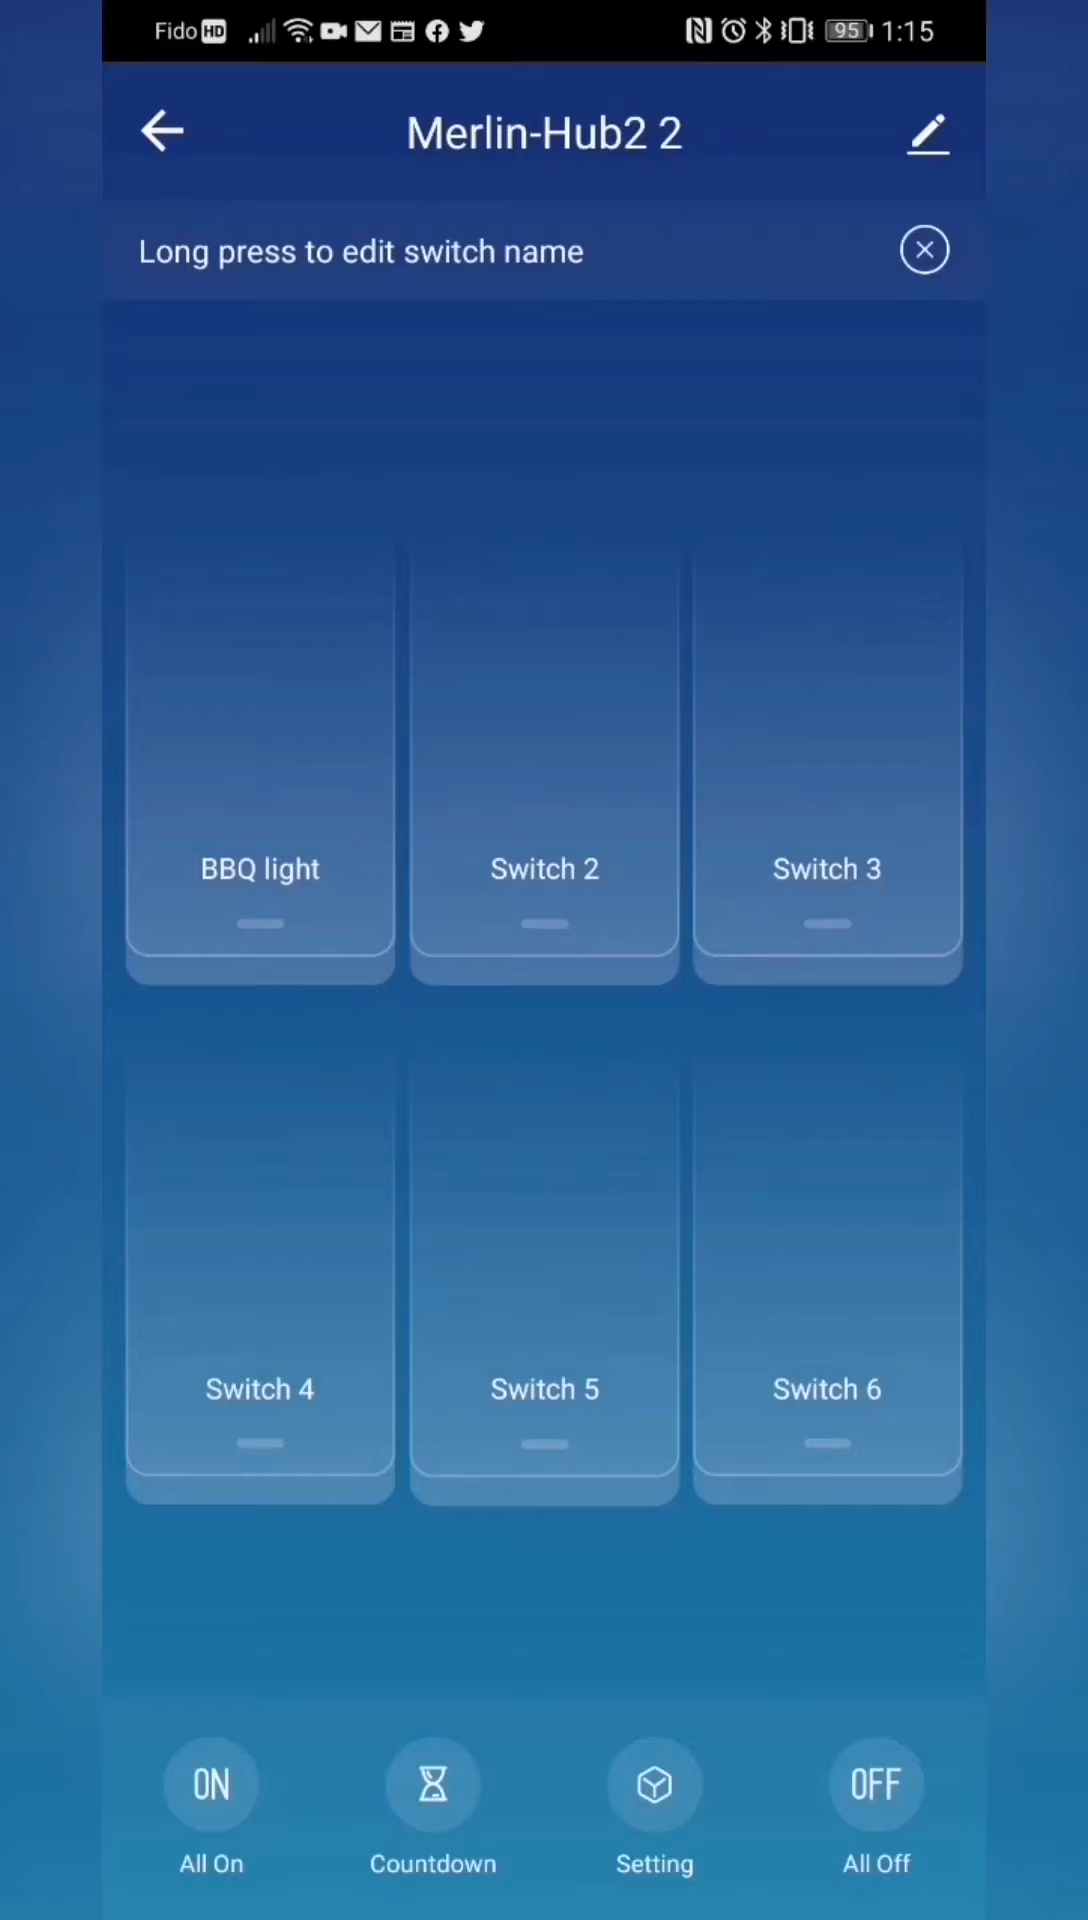 Fido HD 95 1:15
Merlin-Hub2 2
Long press to edit switch name
BBQ light Switch 2 Switch 3
Switch 4 Switch 5 Switch 6
ON OFF
All On Countdown Setting All Off